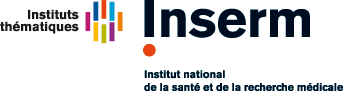 Instituts
thématiques
Inserm
Institut national
de la santé et de la recherche médicale